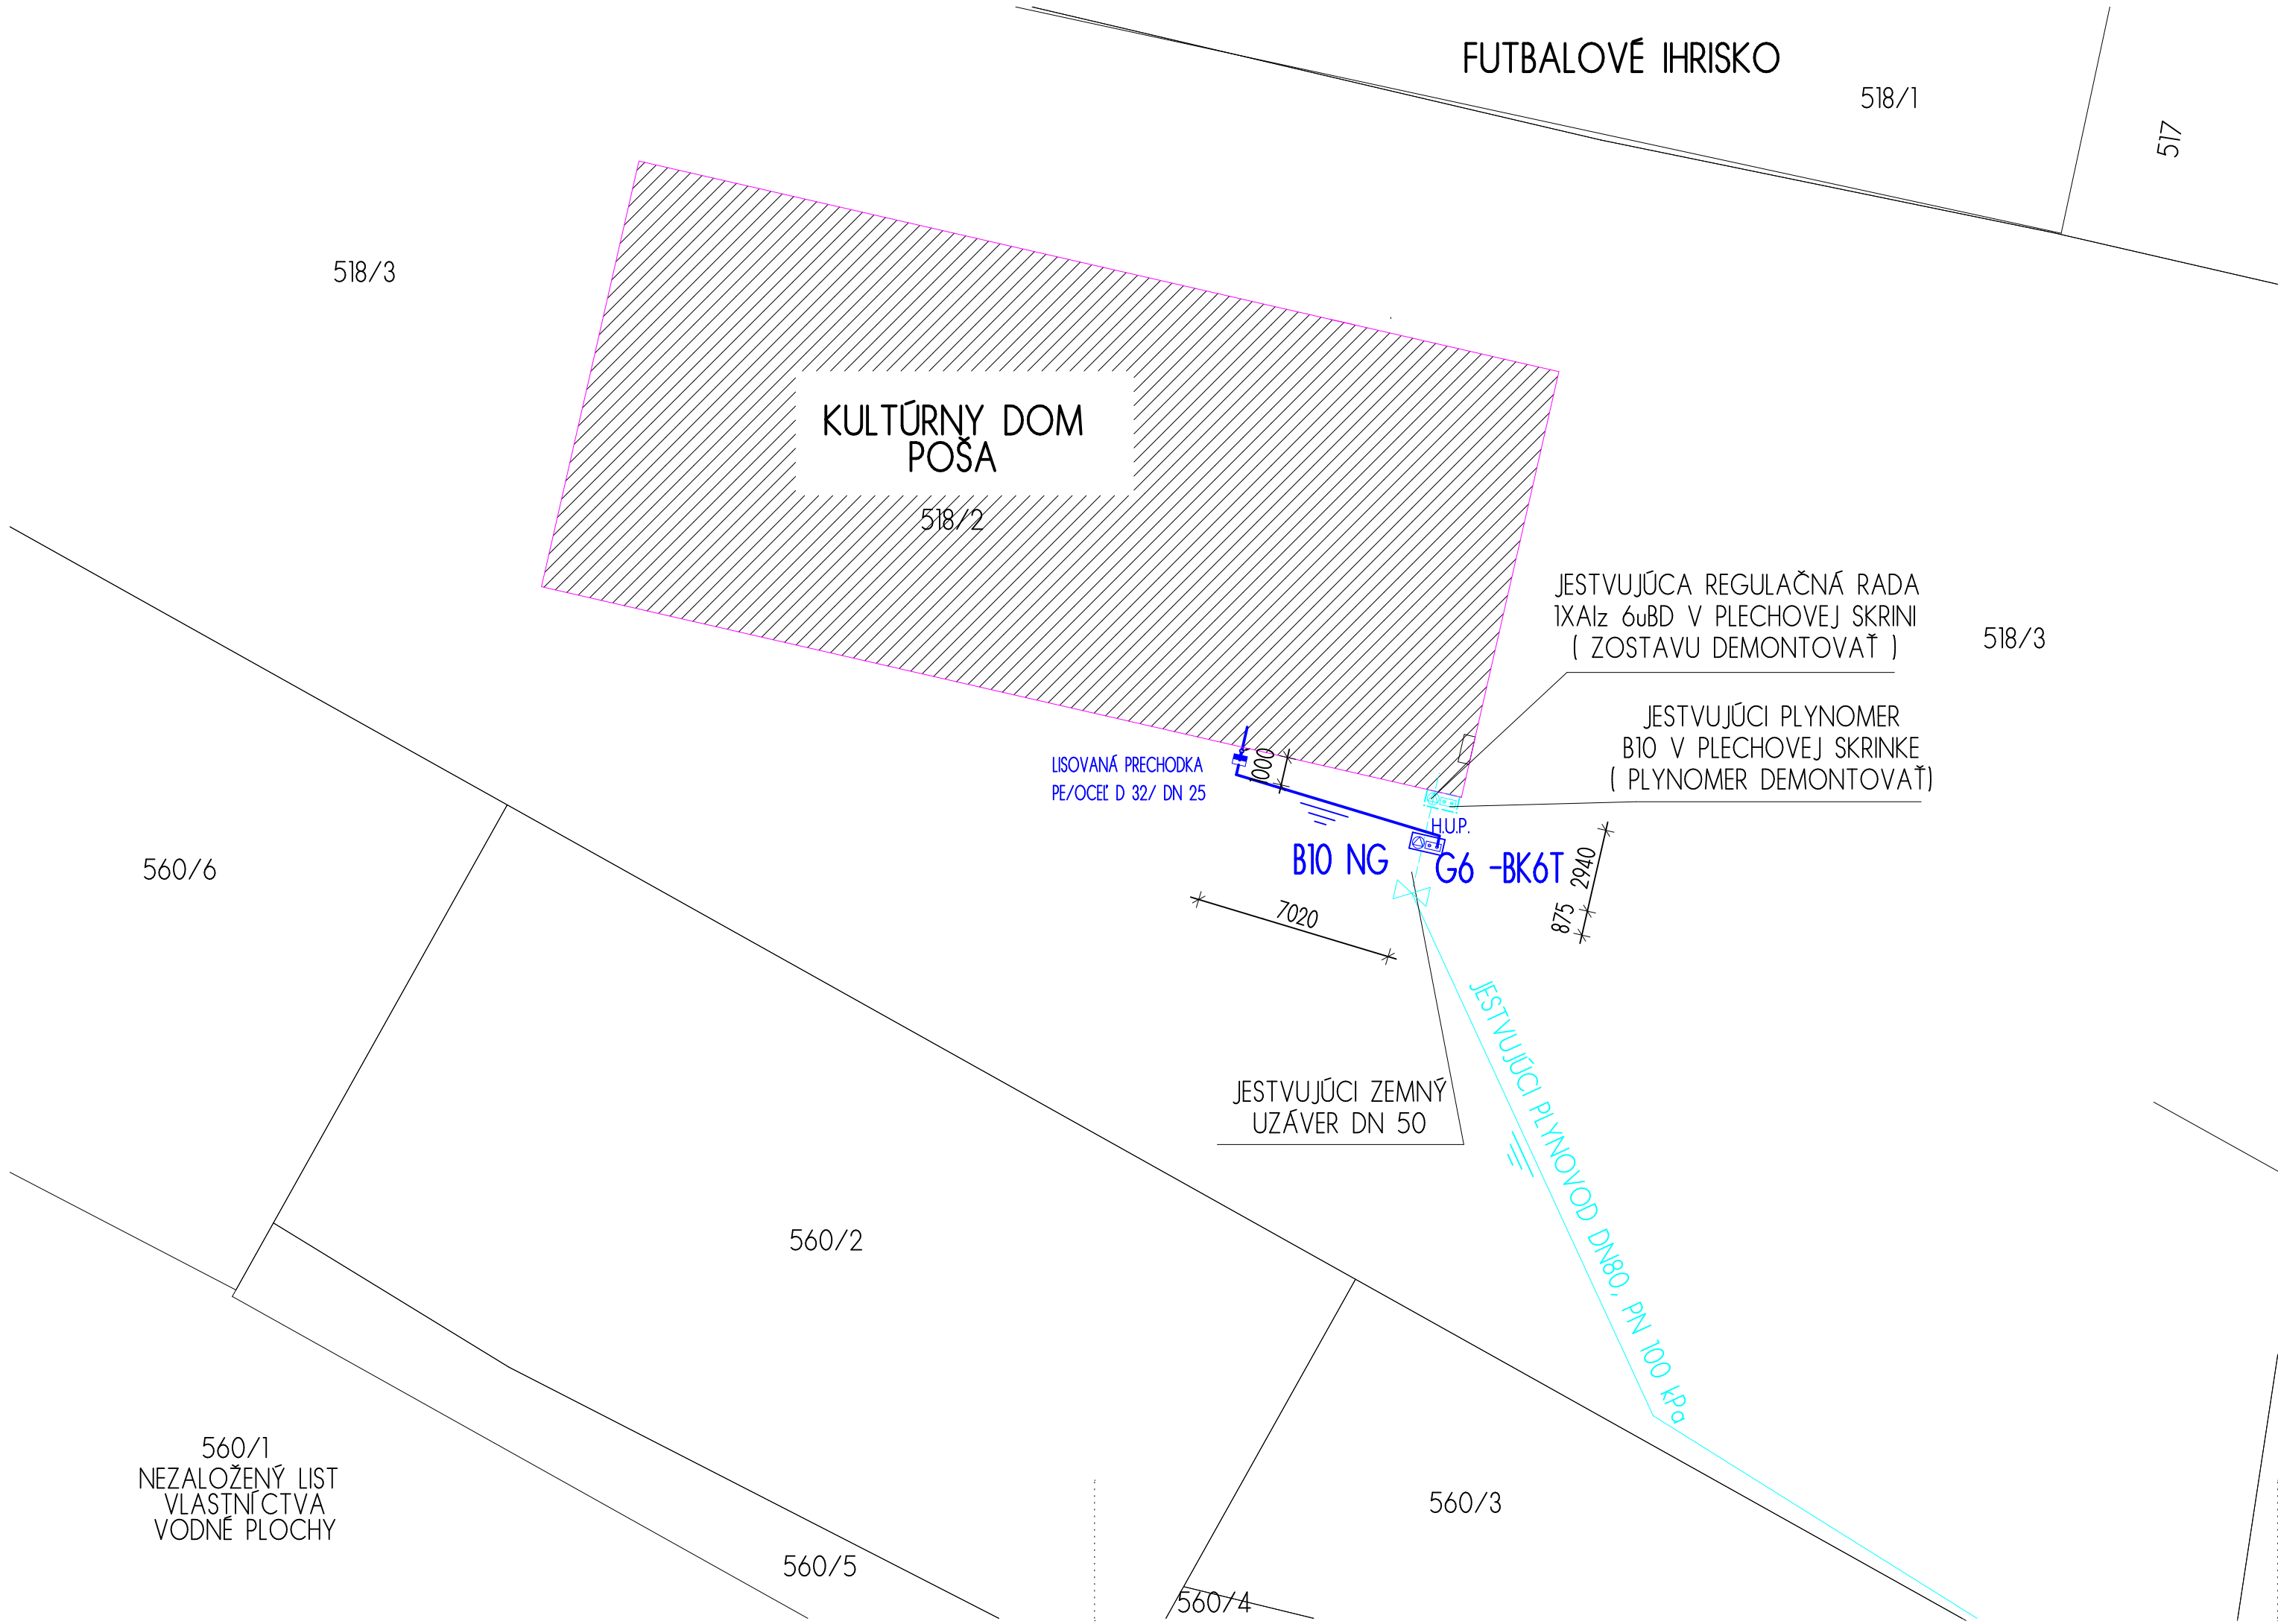 FUTBALOVÉ IHRISKO
518/1
517
518/3
KULTÚRNY DOM
POŠA
518/2
JESTVUJÚCA REGULAČNÁ RADA
1XAlz 6uBD V PLECHOVEJ SKRINI
( ZOSTAVU DEMONTOVAŤ )
518/3
JESTVUJÚCI PLYNOMER
B10 V PLECHOVEJ SKRINKE
( PLYNOMER DEMONTOVAŤ)
LISOVANÁ PRECHODKA
PE/OCEĽ D 32/ DN 25
1000
H.U.P.
B10 NG
G6 -BK6T
2940
875
7020
560/6
JESTVUJÚCI ZEMNÝ
UZÁVER DN 50
JESTVUJÚCI PLYNOVOD DN80, PN 100 kPa
560/2
560/1
NEZALOŽENÝ LIST
VLASTNÍCTVA
VODNÉ PLOCHY
560/3
560/5
560/4